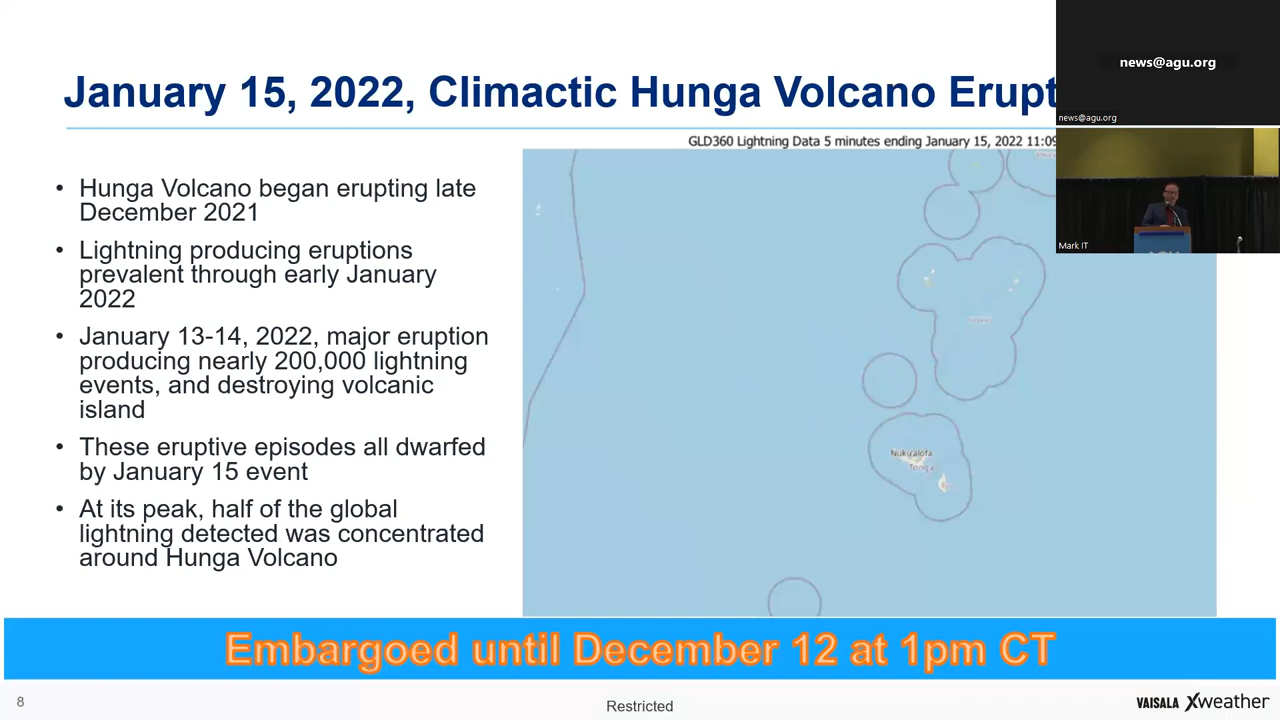 January 15, 2022, Climactic Hunga Volcano Erupt
news@agu.org
news@agu.org
GLD360 Lightning Data 5 minutes ending January 15, 2022 11:09
• Hunga Volcano began erupting late
December 2021
• Lightning producing eruptions
prevalent through early January
2022
• January 13-14, 2022, major eruption
producing nearly 200,000 lightning
events, and destroying volcanic
island
• These eruptive episodes all dwarfed
by January 15 event
• At its peak, half of the global
lightning detected was concentrated
around Hunga Volcano
Mark IT
AGU
Nuku'alofa
Tonga
Embargoed until December 12 at 1pm CT
8
Restricted
VAISALA Xweather